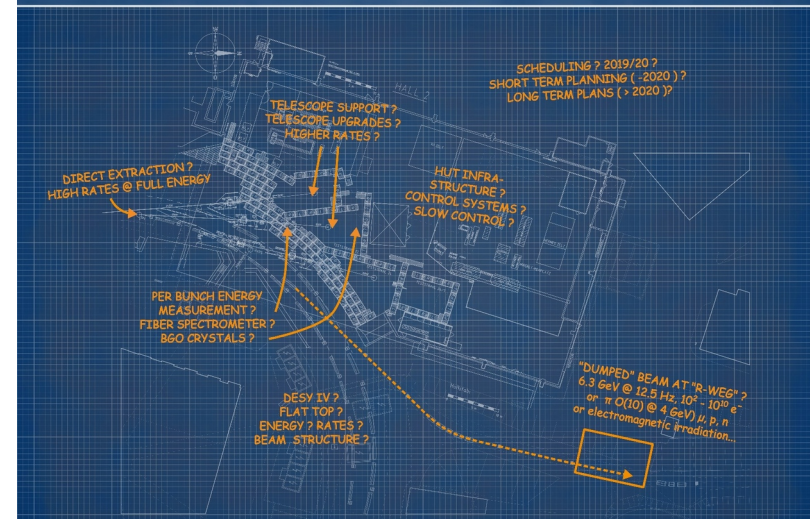 SCHEDULING ? 2019/20 ?
SHORT TERM PLANNING ( -2020 ) ?
LONG TERM PLANS ( > 2020 )?
HALL 2
TELESCOPE SUPPORT ?
TELESCOPE UPGRADES ?
HIGHER RATES ?
DIRECT EXTRACTION ?
HIGH RATES @ FULL ENERGY
HUT INFRA-
STRUCTURE ?
CONTROL SYSTEMS ?
SLOW CONTROL ?
PER BUNCH ENERGY
MEASUREMENT ?
FIBER SPECTROMETER ?
BGO CRYSTALS ?
DESY IV ?
FLAT TOP ?
ENERGY ? RATES ?
BEAM STRUCTURE ?
"DUMPED" BEAM AT "R-WEG" ?
6.3 GeV @ 12.5 Hz, 10² - 10¹⁰ e⁻
or π O(10) @ 4 GeV) μ, p, n
or electromagnetic irradiation...